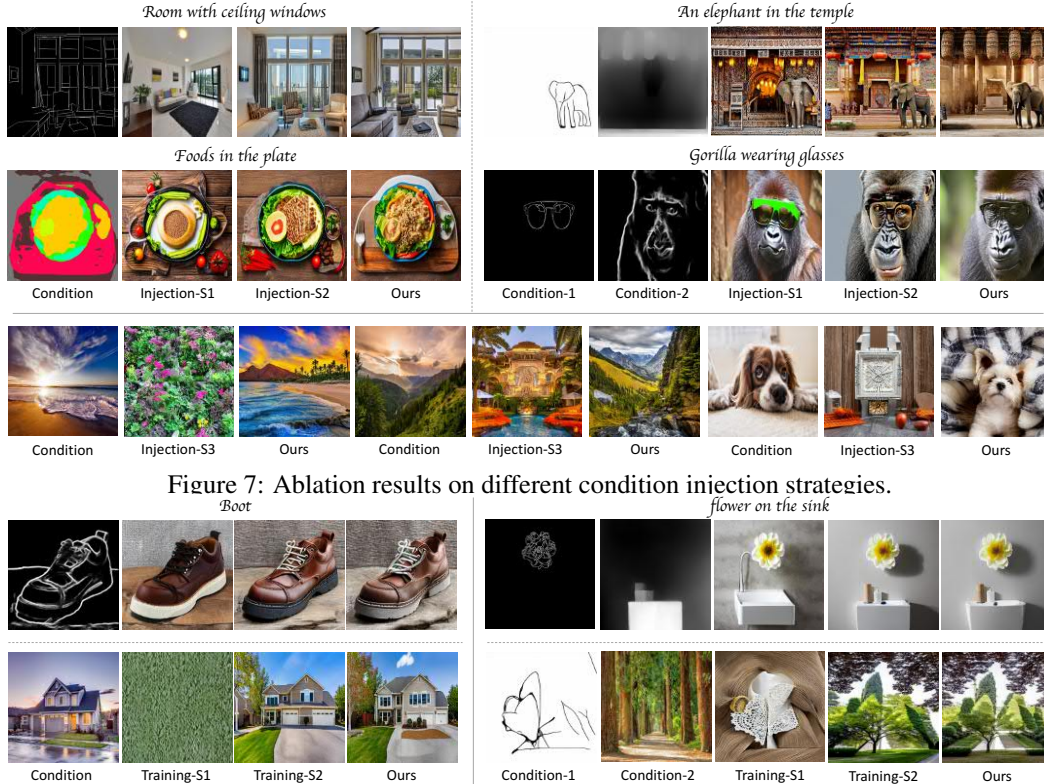 Room with ceiling windows
An elephant in the temple
Foods in the plate
Gorilla wearing glasses
Condition Injection-S1 Injection-S2 Ours
Condition-1 Condition-2 Injection-S1 Injection-S2 Ours
Condition Injection-S3 Ours Condition Injection-S3 Ours Condition Injection-S3 Ours
Figure 7: Ablation results on different condition injection strategies.
Boot
flower on the sink
Condition Training-S1 Training-S2 Ours
Condition-1 Condition-2 Training-S1 Training-S2 Ours